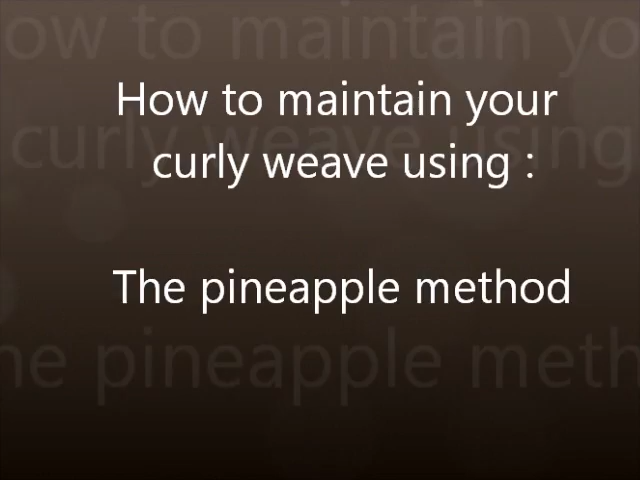 How to maintain your
curly weave using :
The pineapple method